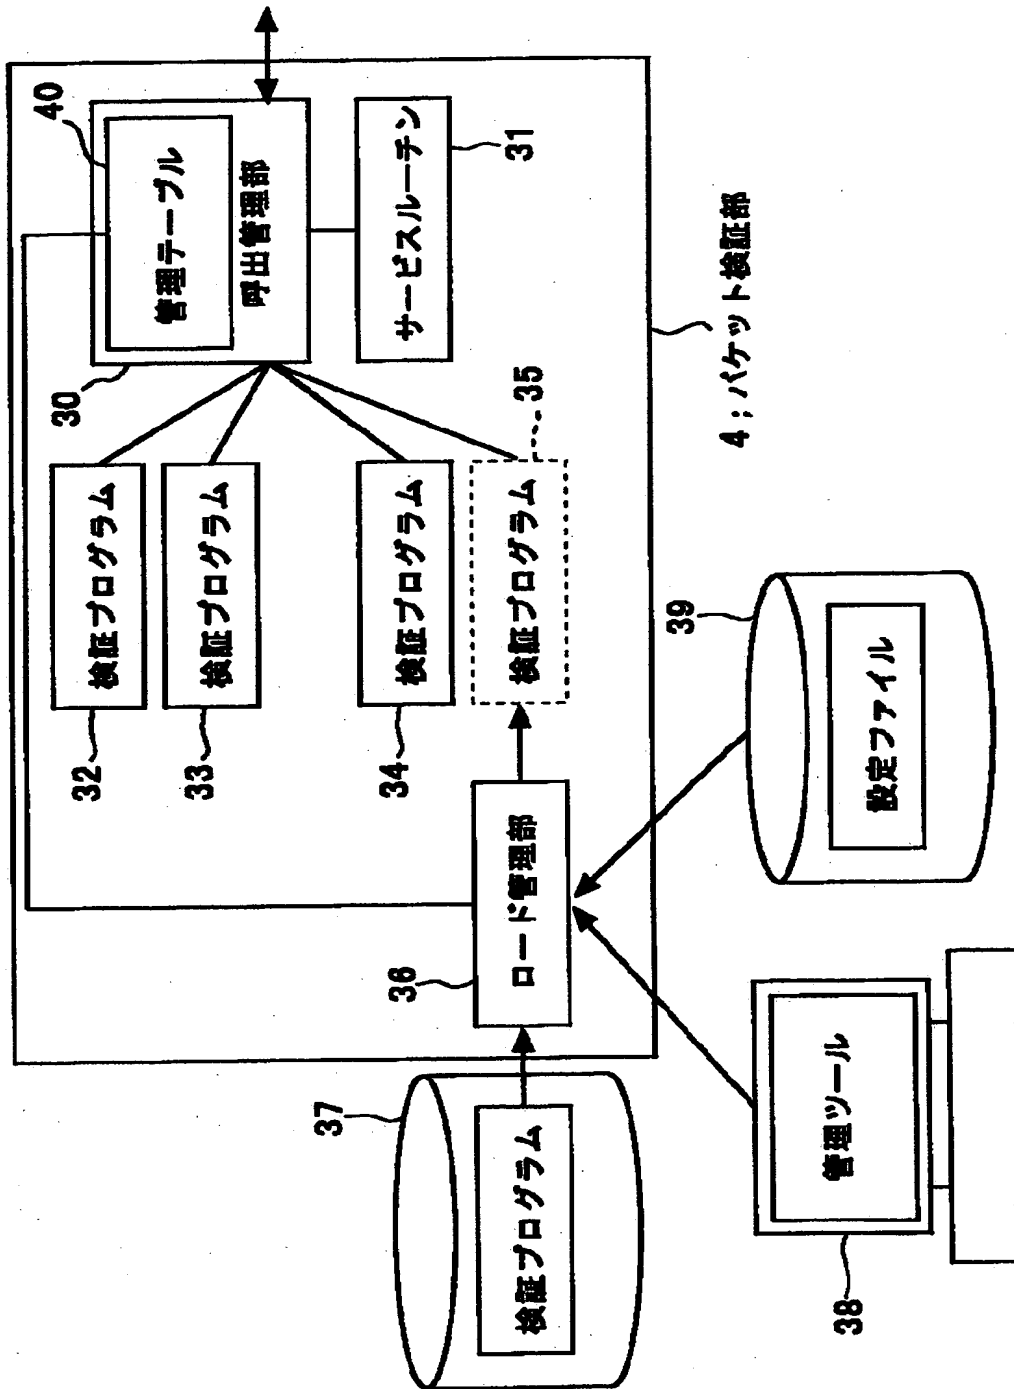 37
検証プログラム
36
ロード管理部
32
検証プログラム
33
検証プログラム
34
検証プログラム
検証プログラム
35
30
40
管理テーブル
呼出管理部
サービスルーチン
31
4;パケット検証部
38
管理ツール
39
設定ファイル